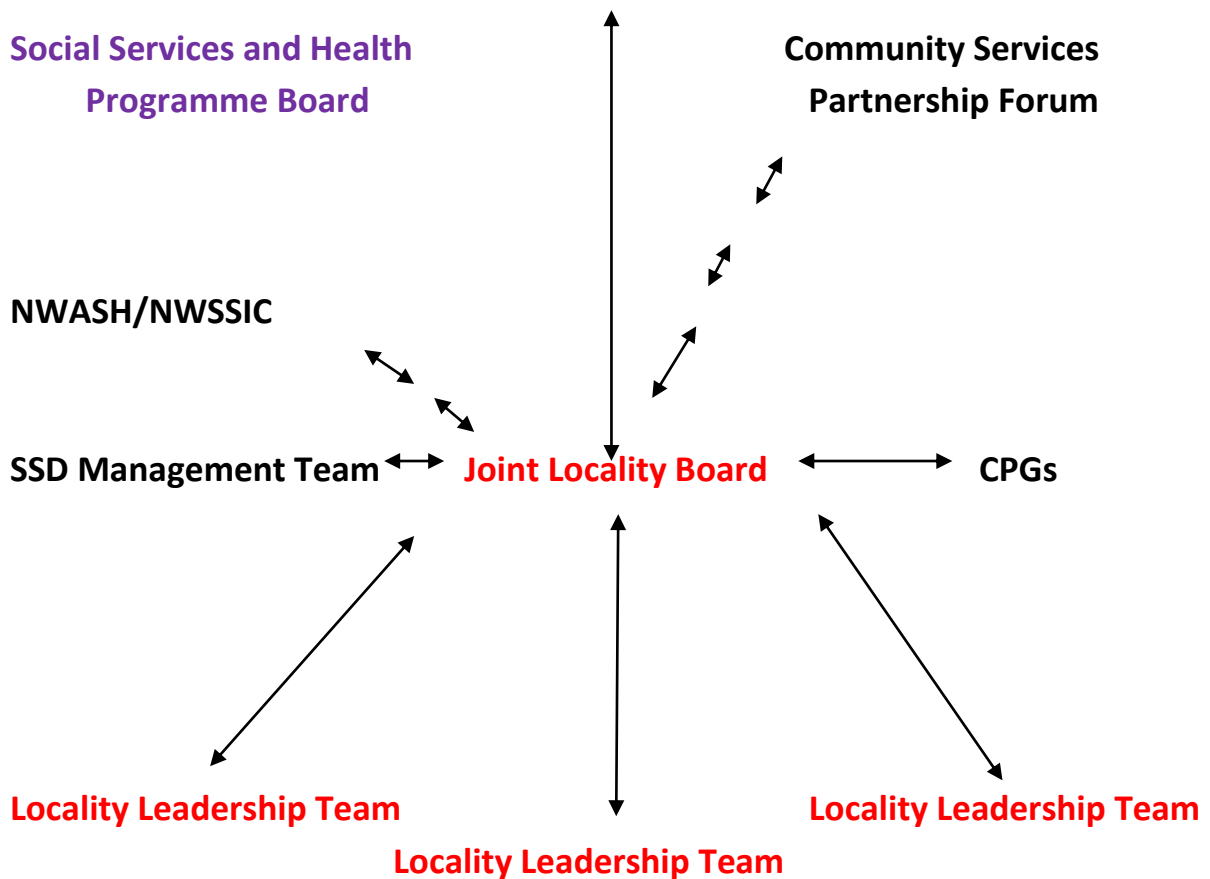 Social Services and Health
Programme Board
Community Services
Partnership Forum
NWASH/NWSSIC
SSD Management Team
Joint Locality Board
CPGs
Locality Leadership Team
Locality Leadership Team
Locality Leadership Team